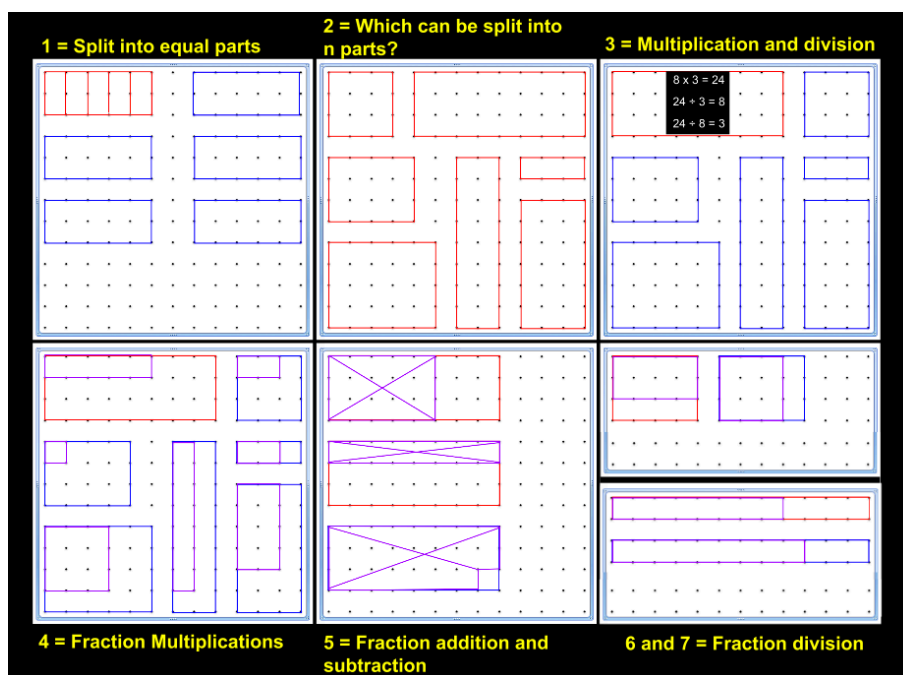 1 = Split into equal parts
2 = Which can be split into
n parts?
3 = Multiplication and division
8 x 3 = 24
24 ÷ 3 = 8
24 ÷ 8 = 3
4 = Fraction Multiplications
5 = Fraction addition and
subtraction
6 and 7 = Fraction division